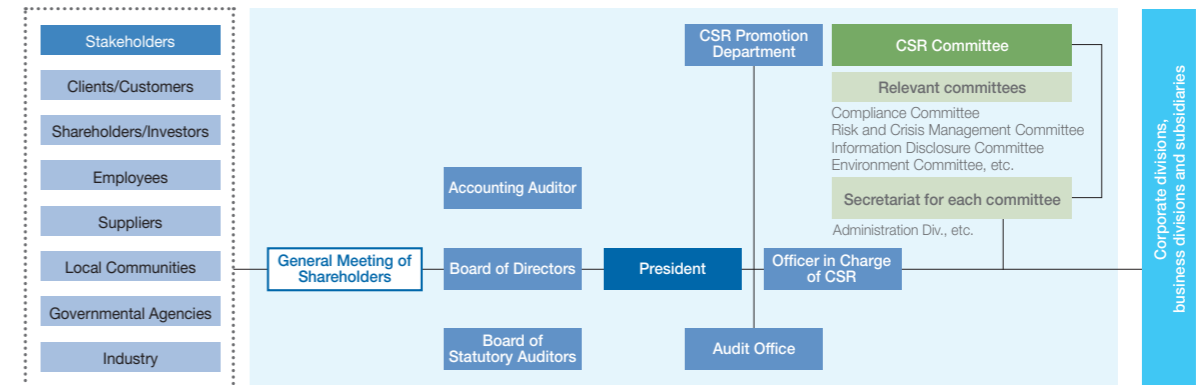 Stakeholders
Clients/Customers
Shareholders/Investors
Employees
Suppliers
Local Communities
Governmental Agencies
Industry
General Meeting of
Shareholders
Accounting Auditor
Board of Directors
Board of
Statutory Auditors
President
CSR Promotion
Department
Officer in Charge
of CSR
Audit Office
CSR Committee
Relevant committees
Compliance Committee
Risk and Crisis Management Committee
Information Disclosure Committee
Environment Committee, etc.
Secretariat for each committee
Administration Div., etc.
Corporate divisions,
business divisions and subsidiaries